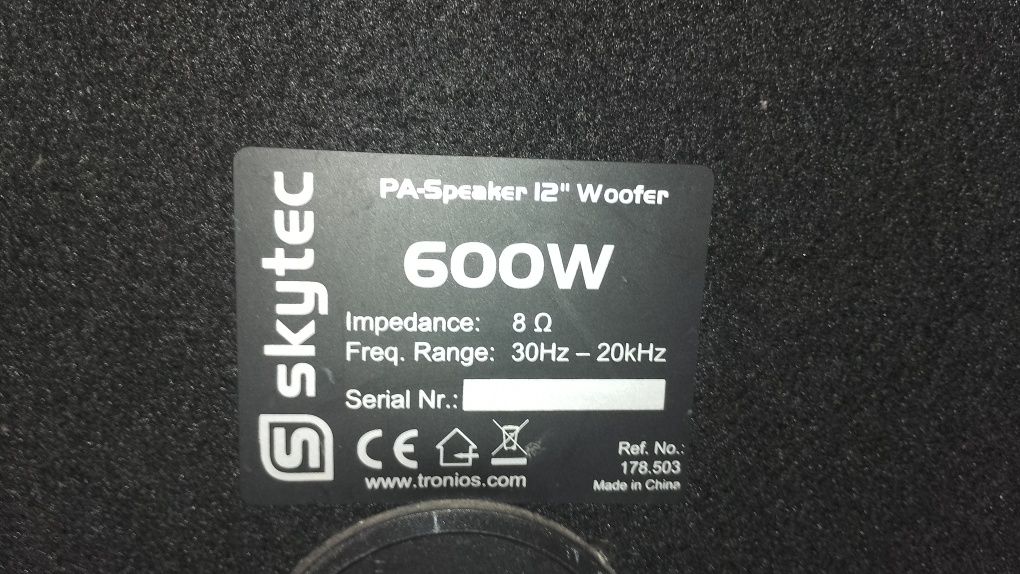 skytec
PA-Speaker 12" Woofer
600W
Impedance: 8 Ω
Freq. Range: 30Hz – 20kHz
Serial Nr.:
CE
www.tronios.com
Ref. No.:
178.503
Made in China